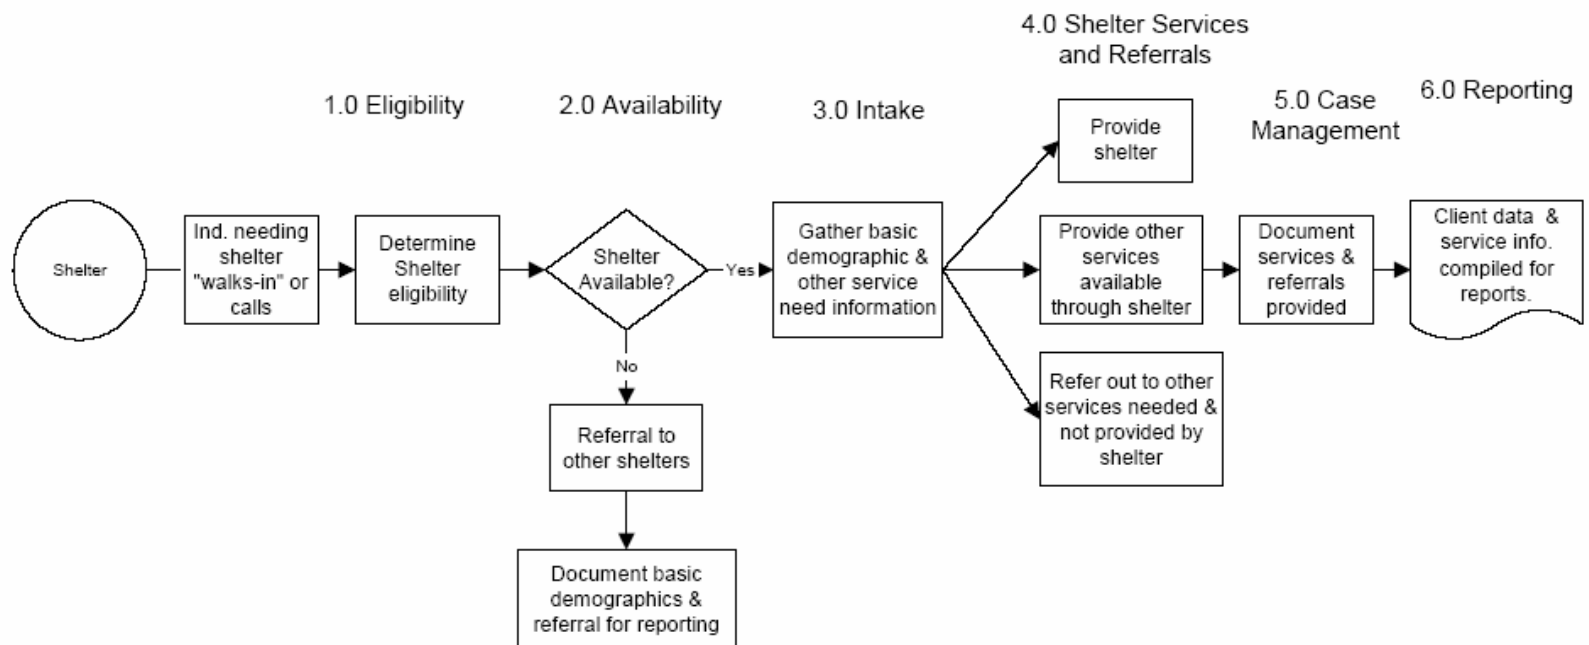 4.0 Shelter Services
and Referrals
1.0 Eligibility
2.0 Availability
3.0 Intake
5.0 Case
Management
6.0 Reporting
Shelter
Ind. needing
shelter
"walks-in" or
calls
Determine
Shelter
eligibility
Shelter
Available?
Yes
No
Referral to
other shelters
Document basic
demographics &
referral for reporting
Gather basic
demographic &
other service
need information
Provide
shelter
Provide other
services
available
through shelter
Refer out to other
services needed &
not provided by
shelter
Document
services &
referrals
provided
Client data &
service info.
compiled for
reports.